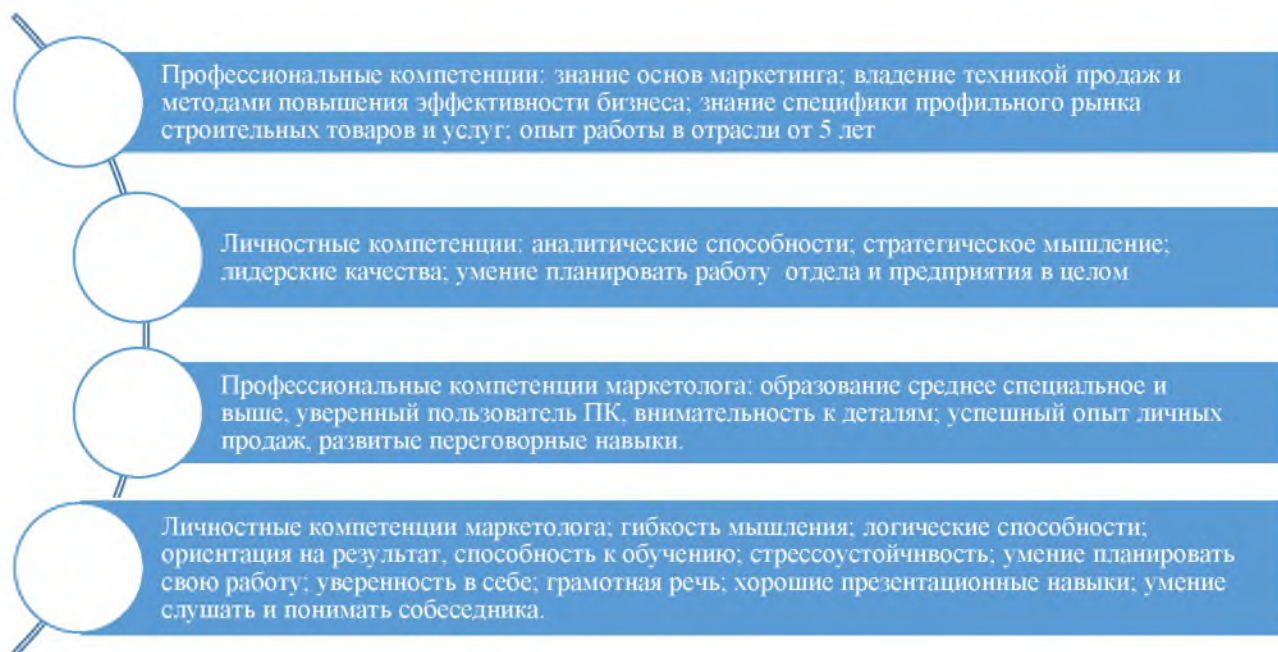 Профессиональные компетенции: знание основ маркетинга; владение техникой продаж и
методами повышения эффективности бизнеса; знание специфики профильного рынка
строительных товаров и услуг; опыт работы в отрасли от 5 лет
Личностные компетенции: аналитические способности; стратегическое мышление;
лидерские качества; умение планировать работу отдела и предприятия в целом
Профессиональные компетенции маркетолога: образование среднее специальное и
выше, уверенный пользователь ПК, внимательность к деталям; успешный опыт личных
продаж, развитые переговорные навыки.
Личностные компетенции маркетолога; гибкость мышления; логические способности;
ориентация на результат, способность к обучению; стрессоустойчивость; умение планировать
свою работу; уверенность в себе; грамотная речь; хорошие презентационные навыки; умение
слушать и понимать собеседника.